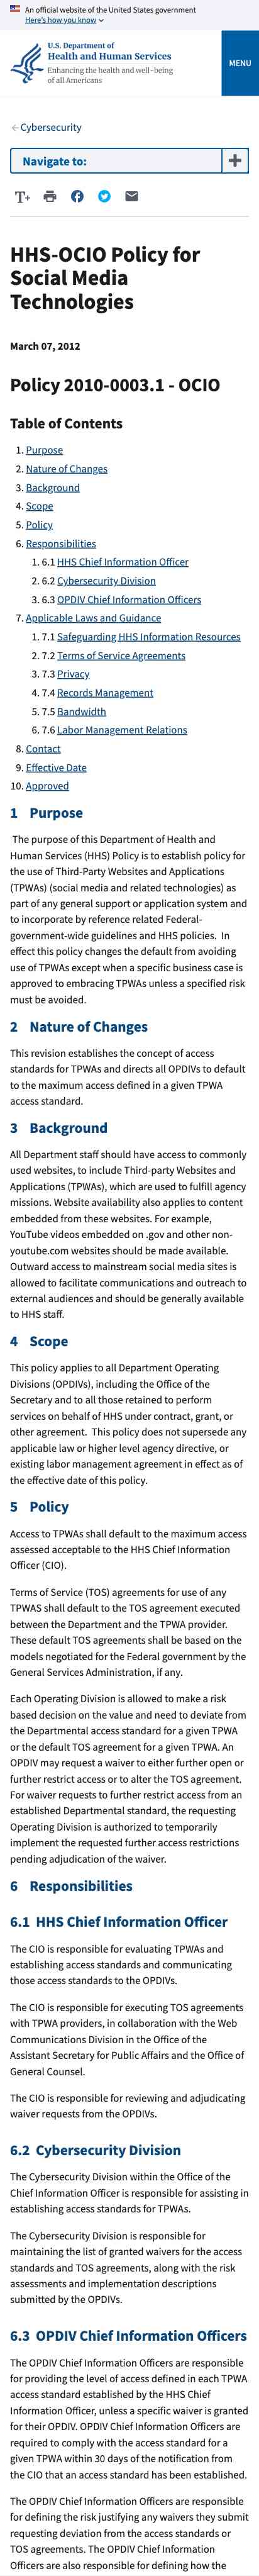 An official website of the United States government
Here's how you know
U.S. Department of
Health and Human Services
Enhancing the health and well-being
of all Americans
MENU
Cybersecurity
Navigate to:
T+
HHS-OCIO Policy for
Social Media
Technologies
March 07, 2012
Policy 2010-0003.1 - OCIO
Table of Contents
1. Purpose
2. Nature of Changes
3. Background
4. Scope
5. Policy
6. Responsibilities
1. 6.1 HHS Chief Information Officer
2. 6.2 Cybersecurity Division
3. 6.3 OPDIV Chief Information Officers
7. Applicable Laws and Guidance
1. 7.1 Safeguarding HHS Information Resources
2. 7.2 Terms of Service Agreements
3. 7.3 Privacy
4. 7.4 Records Management
5. 7.5 Bandwidth
6. 7.6 Labor Management Relations
8. Contact
9. Effective Date
10. Approved
1 Purpose
The purpose of this Department of Health and
Human Services (HHS) Policy is to establish policy for
the use of Third-Party Websites and Applications
(TPWAs) (social media and related technologies) as
part of any general support or application system and
to incorporate by reference related Federal-
government-wide guidelines and HHS policies. In
effect this policy changes the default from avoiding
use of TPWAs except when a specific business case is
approved to embracing TPWAs unless a specified risk
must be avoided.
2 Nature of Changes
This revision establishes the concept of access
standards for TPWAs and directs all OPDIVs to default
to the maximum access defined in a given TPWA
access standard.
3 Background
All Department staff should have access to commonly
used websites, to include Third-party Websites and
Applications (TPWAs), which are used to fulfill agency
missions. Website availability also applies to content
embedded from these websites. For example,
YouTube videos embedded on .gov and other non-
youtube.com websites should be made available.
Outward access to mainstream social media sites is
allowed to facilitate communications and outreach to
external audiences and should be generally available
to HHS staff.
4 Scope
This policy applies to all Department Operating
Divisions (OPDIVs), including the Office of the
Secretary and to all those retained to perform
services on behalf of HHS under contract, grant, or
other agreement. This policy does not supersede any
applicable law or higher level agency directive, or
existing labor management agreement in effect as of
the effective date of this policy.
5 Policy
Access to TPWAs shall default to the maximum access
assessed acceptable to the HHS Chief Information
Officer (CIO).
Terms of Service (TOS) agreements for use of any
TPWAS shall default to the TOS agreement executed
between the Department and the TPWA provider.
These default TOS agreements shall be based on the
models negotiated for the Federal government by the
General Services Administration, if any.
Each Operating Division is allowed to make a risk
based decision on the value and need to deviate from
the Departmental access standard for a given TPWA
or the default TOS agreement for a given TPWA. An
OPDIV may request a waiver to either further open or
further restrict access or to alter the TOS agreement.
For waiver requests to further restrict access from an
established Departmental standard, the requesting
Operating Division is authorized to temporarily
implement the requested further access restrictions
pending adjudication of the waiver.
6 Responsibilities
6.1 HHS Chief Information Officer
The CIO is responsible for evaluating TPWAs and
establishing access standards and communicating
those access standards to the OPDIVs.
The CIO is responsible for executing TOS agreements
with TPWA providers, in collaboration with the Web
Communications Division in the Office of the
Assistant Secretary for Public Affairs and the Office of
General Counsel.
The CIO is responsible for reviewing and adjudicating
waiver requests from the OPDIVs.
6.2 Cybersecurity Division
The Cybersecurity Division within the Office of the
Chief Information Officer is responsible for assisting in
establishing access standards for TPWAs.
The Cybersecurity Division is responsible for
maintaining the list of granted waivers for the access
standards and TOS agreements, along with the risk
assessments and implementation descriptions
submitted by the OPDIVs.
6.3 OPDIV Chief Information Officers
The OPDIV Chief Information Officers are responsible
for providing the level of access defined in each TPWA
access standard established by the HHS Chief
Information Officer, unless a specific waiver is granted
for their OPDIV. OPDIV Chief Information Officers are
required to comply with the access standard for a
given TPWA within 30 days of the notification from
the CIO that an access standard has been established.
The OPDIV Chief Information Officers are responsible
for defining the risk justifying any waivers they submit
requesting deviation from the access standards or
TOS agreements. The OPDIV Chief Information
Officers are also responsible for defining how the